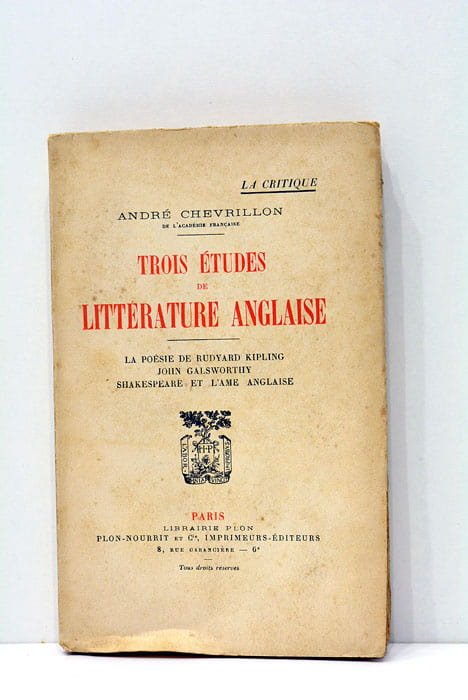 LA CRITIQUE
ANDRÉ CHEVRILLON
DE L'ACADÉMIE FRANÇAISE
TROIS ÉTUDES
DE
LITTÉRATURE ANGLAISE
LA POÉSIE DE RUDYARD KIPLING
JOHN GALSWORTHY
SHAKESPEARE ET L'AME ANGLAISE
LABOR
PARIS
LIBRAIRIE PLON
PLON-NOURRIT ET Cie, IMPRIMEURS-ÉDITEURS
8, RUE GARANCIÈRE — 6e
Tous droits réservés